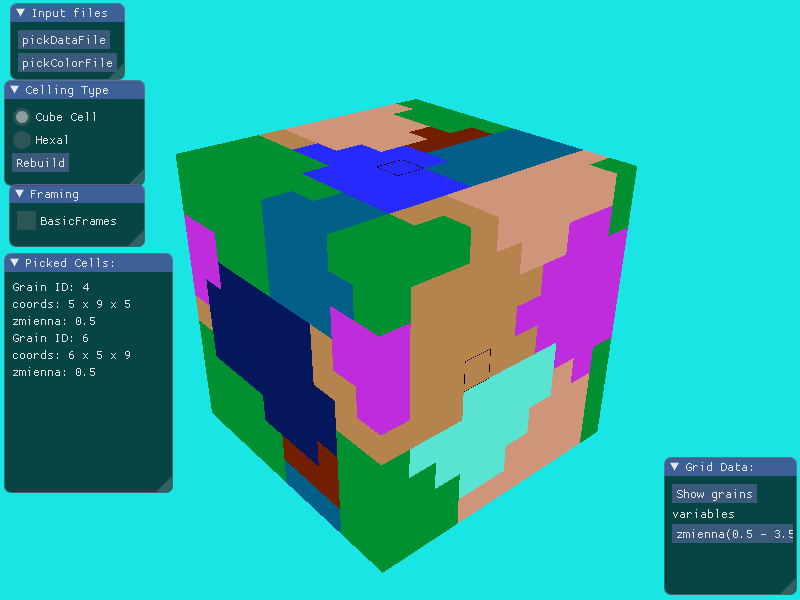 Input files
pickDataFile
pickColorFile
Celling Type
Cube Cell
Hexal
Rebuild
Framing
BasicFrames
Picked Cells:
Grain ID: 4
coords: 5 x 9 x 5
zmienna: 0.5
Grain ID: 6
coords: 6 x 5 x 9
zmienna: 0.5
Grid Data:
Show grains
variables
zmienna(0.5 - 3.5